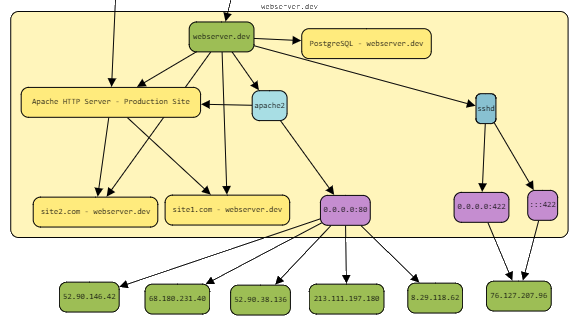 webserver.dev
webserver.dev
PostgreSQL - webserver.dev
Apache HTTP Server - Production Site
apache2
sshd
site2.com - webserver.dev
site1.com - webserver.dev
0.0.0.0:80
0.0.0.0:422
:::422
52.90.146.42
68.180.231.40
52.90.38.136
213.111.197.180
8.29.118.62
76.127.207.96